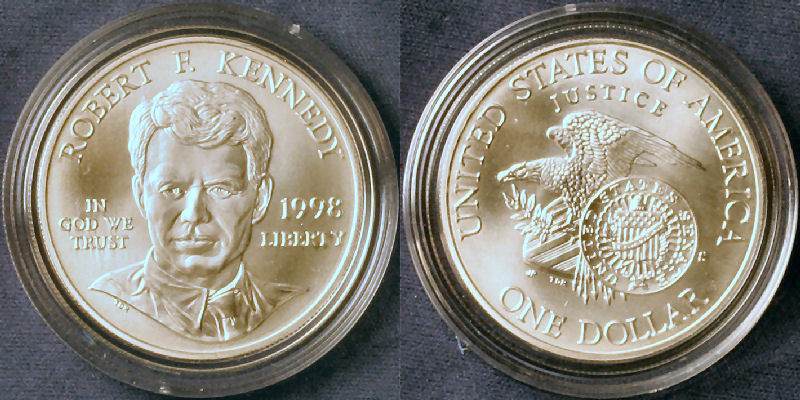 ROBERT F. KENNEDY
IN
GOD WE
TRUST
1998
LIBERTY
UNITED STATES OF AMERICA
JUSTICE
ONE DOLLAR